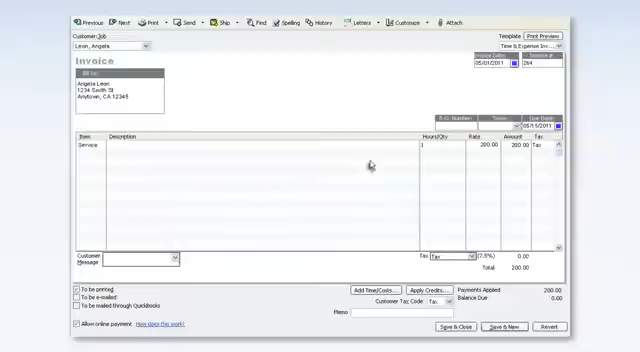 Previous Next Print Send Ship Find Spelling History Letters Customize Attach
Customer:Job Template Print Preview
Leon, Angela Time & Expense Inv...
Invoice Invoice Date Invoice #
05/01/2011 264
Bill To:
Angela Leon
1234 Smith St
Anytown, CA 12345
P.O. Number Terms Due Date
05/15/2011
Item Description Hours/Qty Rate Amount Tax
Service 1 200.00 200.00 Tax
Customer Message Tax Tax (7.5%) 0.00
Total 200.00
To be printed Add Time/Costs... Apply Credits... Payments Applied 200.00
To be e-mailed Customer Tax Code Tax Balance Due 0.00
To be mailed through QuickBooks
Memo
Allow online payment How does this work? Save & Close Save & New Revert